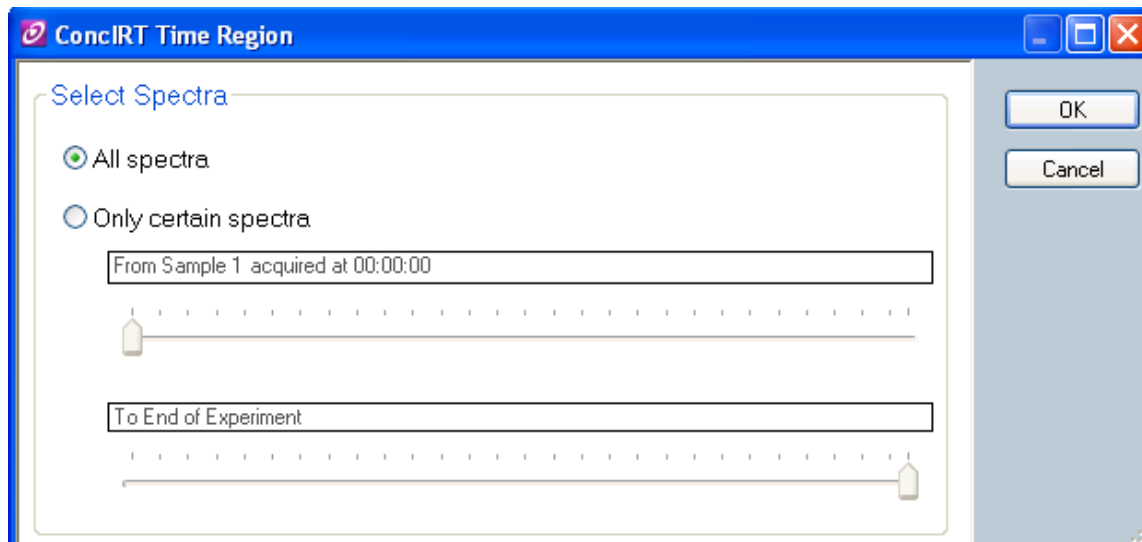 ConcIRT Time Region
Select Spectra
OK
All spectra
Cancel
Only certain spectra
From Sample 1 acquired at 00:00:00
To End of Experiment